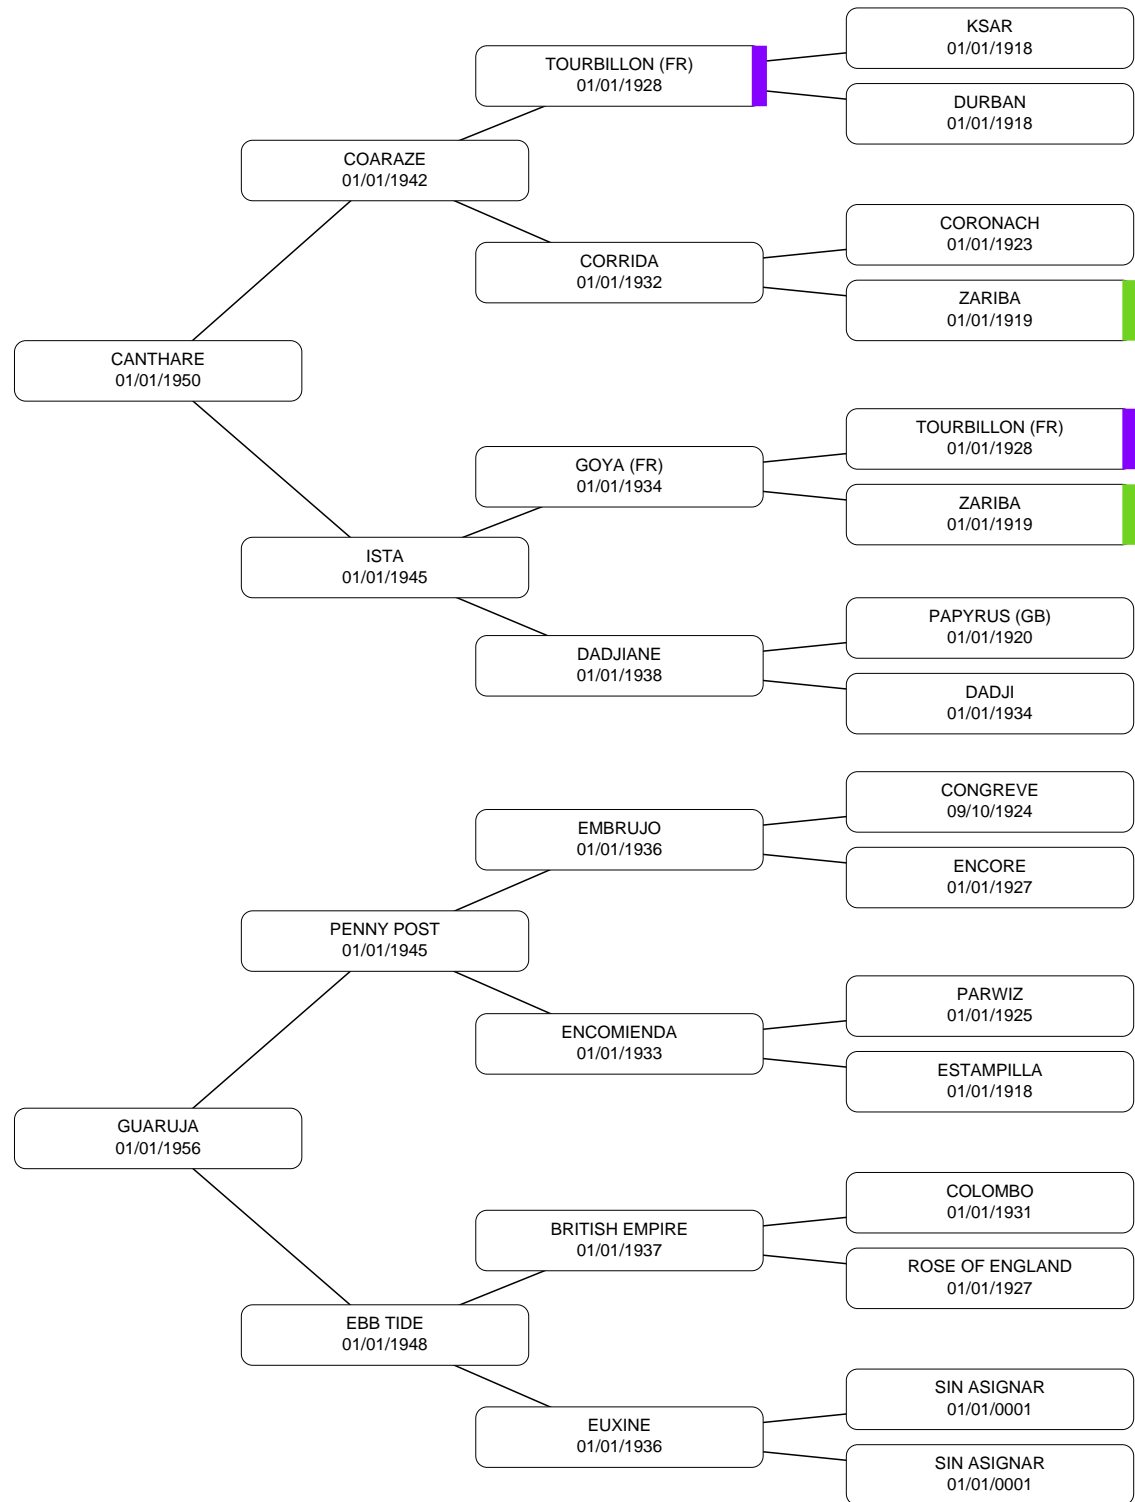 KSAR
01/01/1918
TOURBILLON (FR)
01/01/1928
DURBAN
01/01/1918
COARAZE
01/01/1942
CORONACH
01/01/1923
CORRIDA
01/01/1932
ZARIBA
01/01/1919
CANTHARE
01/01/1950
TOURBILLON (FR)
01/01/1928
GOYA (FR)
01/01/1934
ZARIBA
01/01/1919
ISTA
01/01/1945
PAPYRUS (GB)
01/01/1920
DADJIANE
01/01/1938
DADJI
01/01/1934
CONGREVE
09/10/1924
EMBRUJO
01/01/1936
ENCORE
01/01/1927
PENNY POST
01/01/1945
PARWIZ
01/01/1925
ENCOMIENDA
01/01/1933
ESTAMPILLA
01/01/1918
GUARUJA
01/01/1956
COLOMBO
01/01/1931
BRITISH EMPIRE
01/01/1937
ROSE OF ENGLAND
01/01/1927
EBB TIDE
01/01/1948
SIN ASIGNAR
01/01/0001
EUXINE
01/01/1936
SIN ASIGNAR
01/01/0001